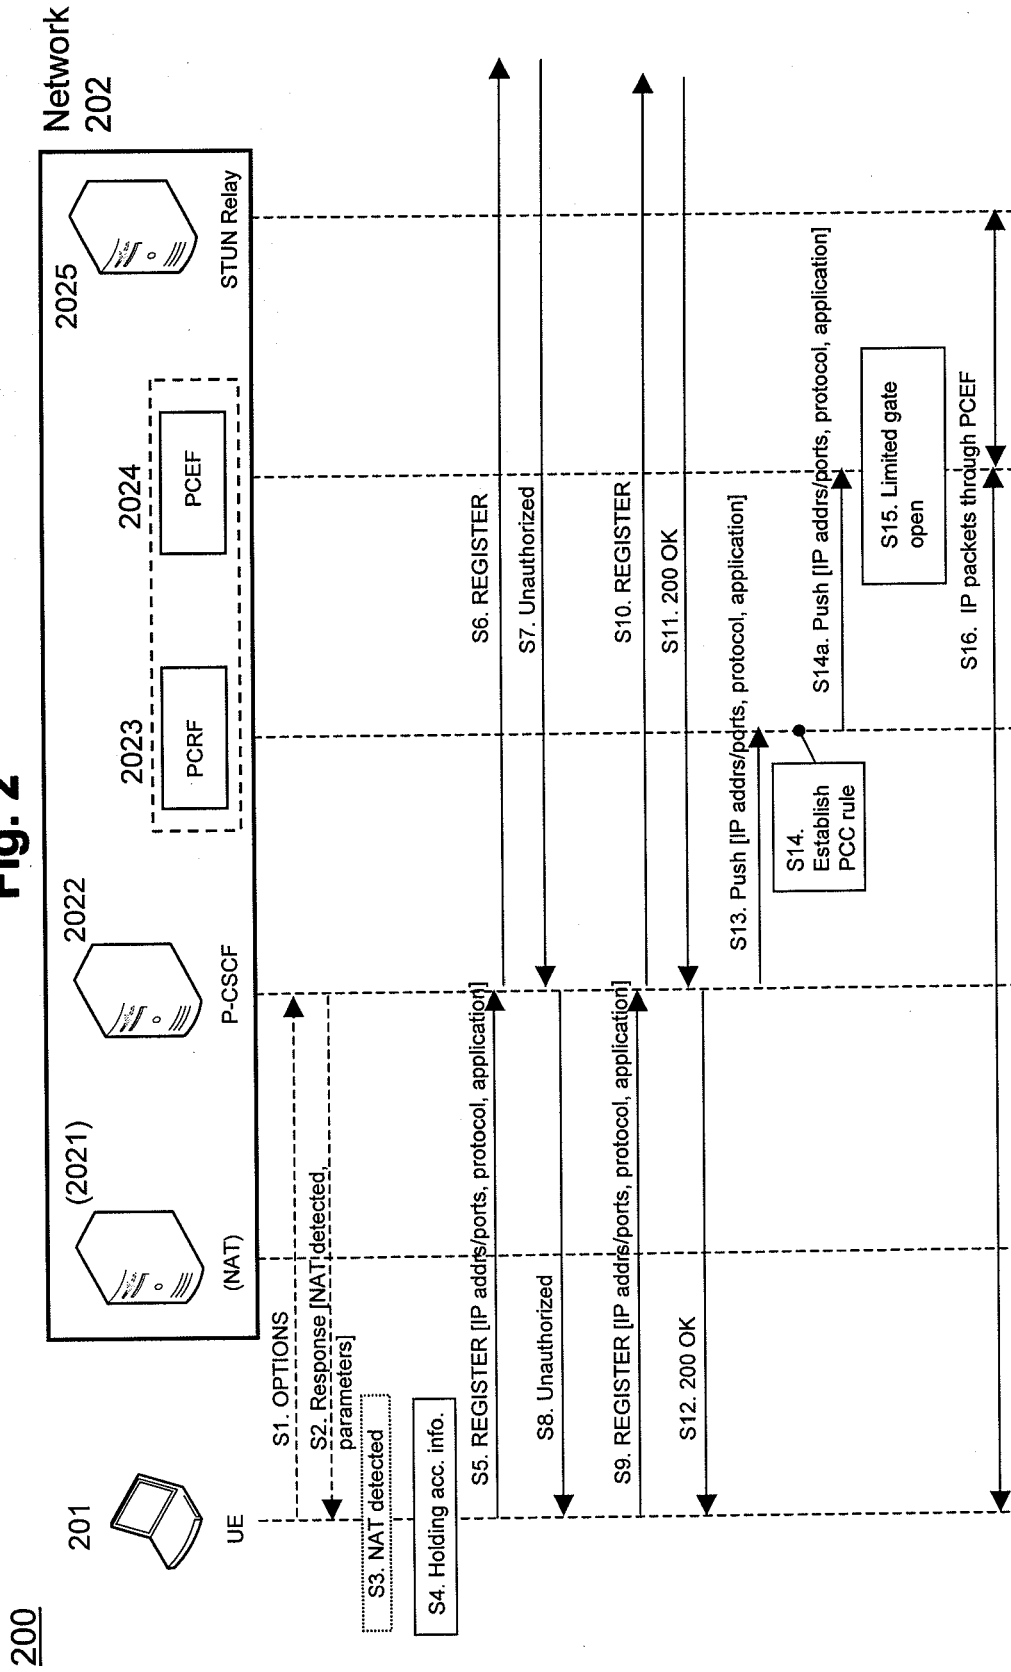 Fig. 2
200
Network
202
201
UE
(2021)
(NAT)
2022
P-CSCF
2023
PCRF
2024
PCEF
2025
STUN Relay
S1. OPTIONS
S2. Response [NAT detected,
parameters]
S3. NAT detected
S4. Holding acc. info.
S5. REGISTER [IP addrs/ports, protocol, application]
S6. REGISTER
S7. Unauthorized
S8. Unauthorized
S9. REGISTER [IP addrs/ports, protocol, application]
S10. REGISTER
S11. 200 OK
S12. 200 OK
S13. Push [IP addrs/ports, protocol, application]
S14.
Establish
PCC rule
S14a. Push [IP addrs/ports, protocol, application]
S15. Limited gate
open
S16. IP packets through PCEF